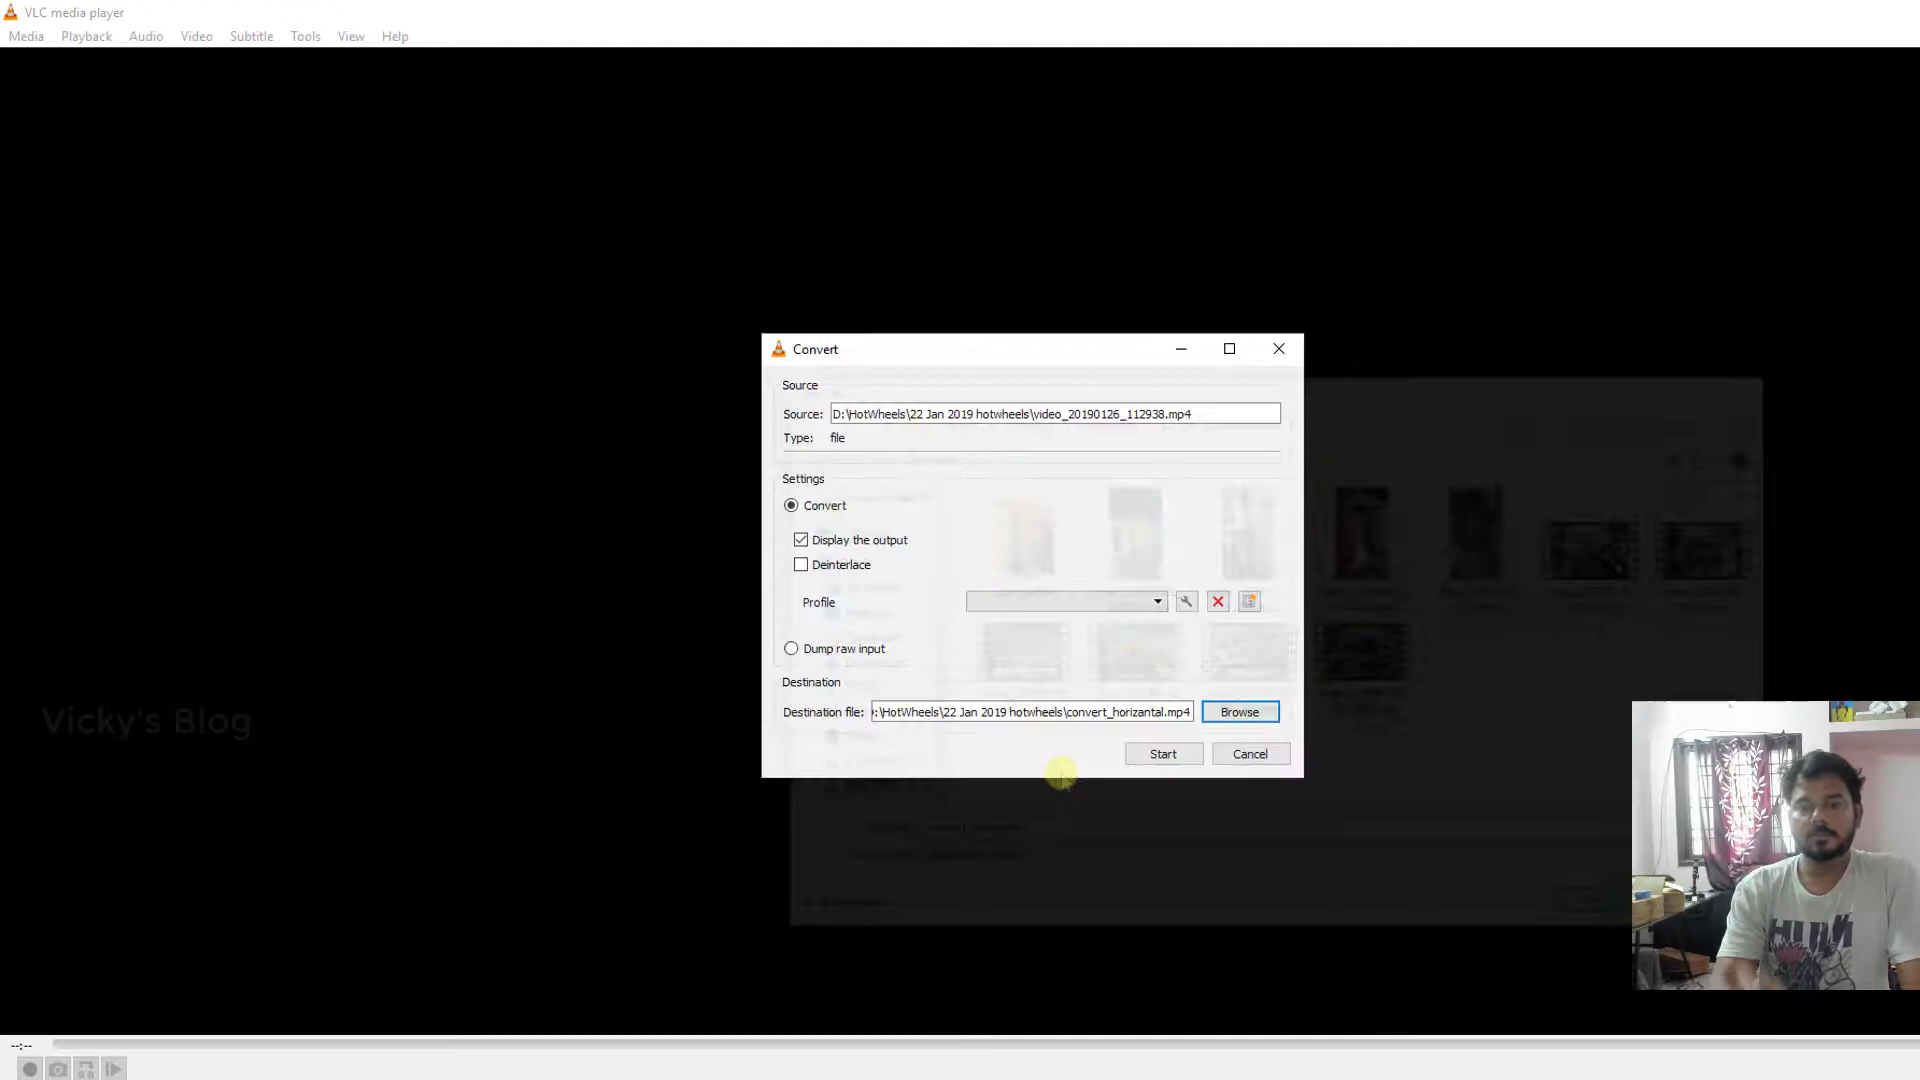 VLC media player
Media Playback Audio Video Subtitle Tools View Help
Convert
Source
Source: D:\HotWheels\22 Jan 2019 hotwheels\video_20190126_112938.mp4
Type: file
Settings
Convert
Display the output
Deinterlace
Profile
Dump raw input
Destination
Destination file: :\HotWheels\22 Jan 2019 hotwheels\convert_horizantal.mp4 Browse
Start Cancel
Vicky's Blog
--:--